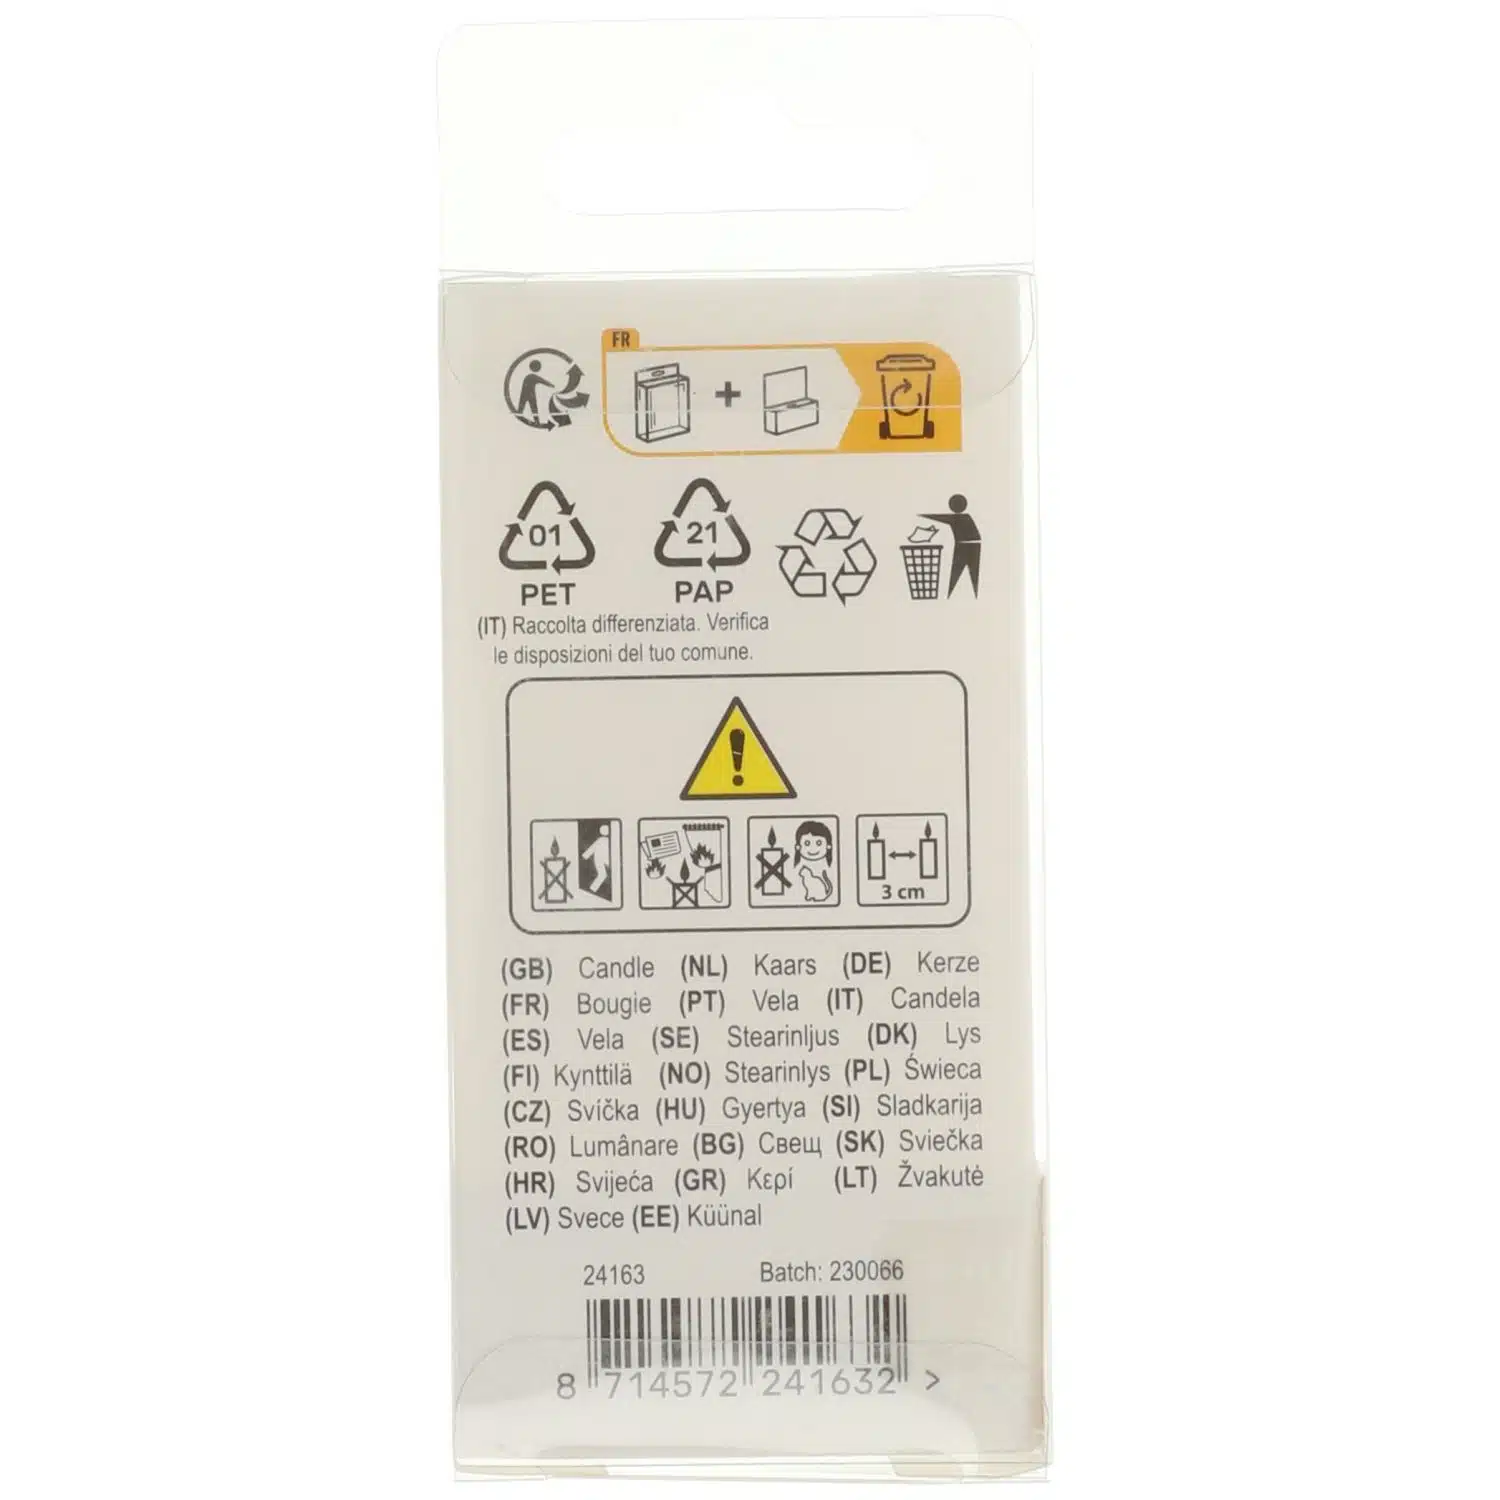 FR
01
PET
21
PAP
(IT) Raccolta differenziata. Verifica
le disposizioni del tuo comune.
3 cm
(GB) Candle (NL) Kaars (DE) Kerze
(FR) Bougie (PT) Vela (IT) Candela
(ES) Vela (SE) Stearinljus (DK) Lys
(FI) Kynttilä (NO) Stearinlys (PL) Świeca
(CZ) Svíčka (HU) Gyertya (SI) Sladkarija
(RO) Lumânare (BG) Свещ (SK) Sviečka
(HR) Svijeća (GR) Κερί (LT) Žvakutė
(LV) Svece (EE) Küünal
24163 Batch: 230066
8 714572 241632 >